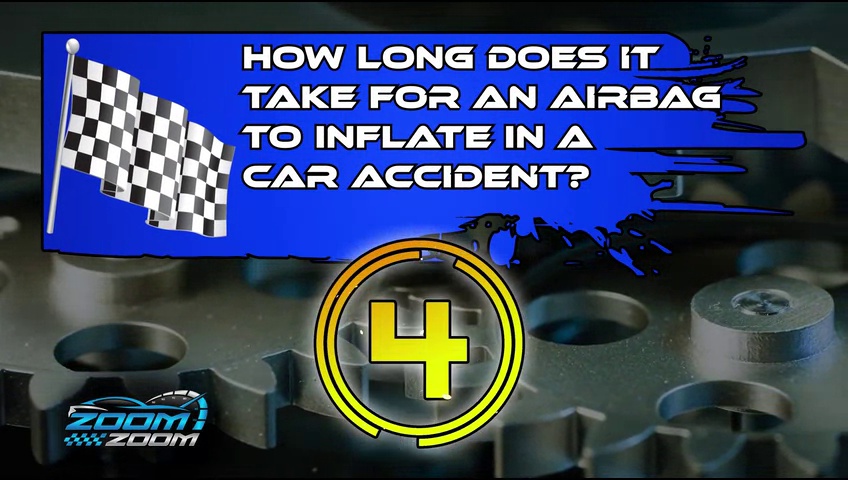 HOW LONG DOES IT
TAKE FOR AN AIRBAG
TO INFLATE IN A
CAR ACCIDENT?
4
ZOOM
ZOOM